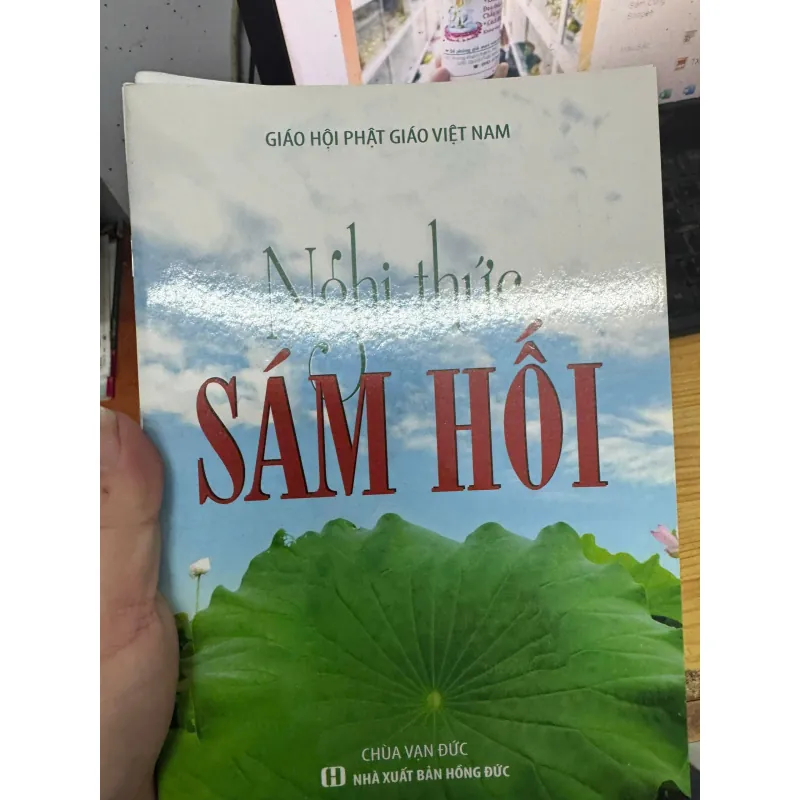 GIÁO HỘI PHẬT GIÁO VIỆT NAM
Nghi thức
SÁM HỐI
CHÙA VẠN ĐỨC
H NHÀ XUẤT BẢN HỒNG ĐỨC